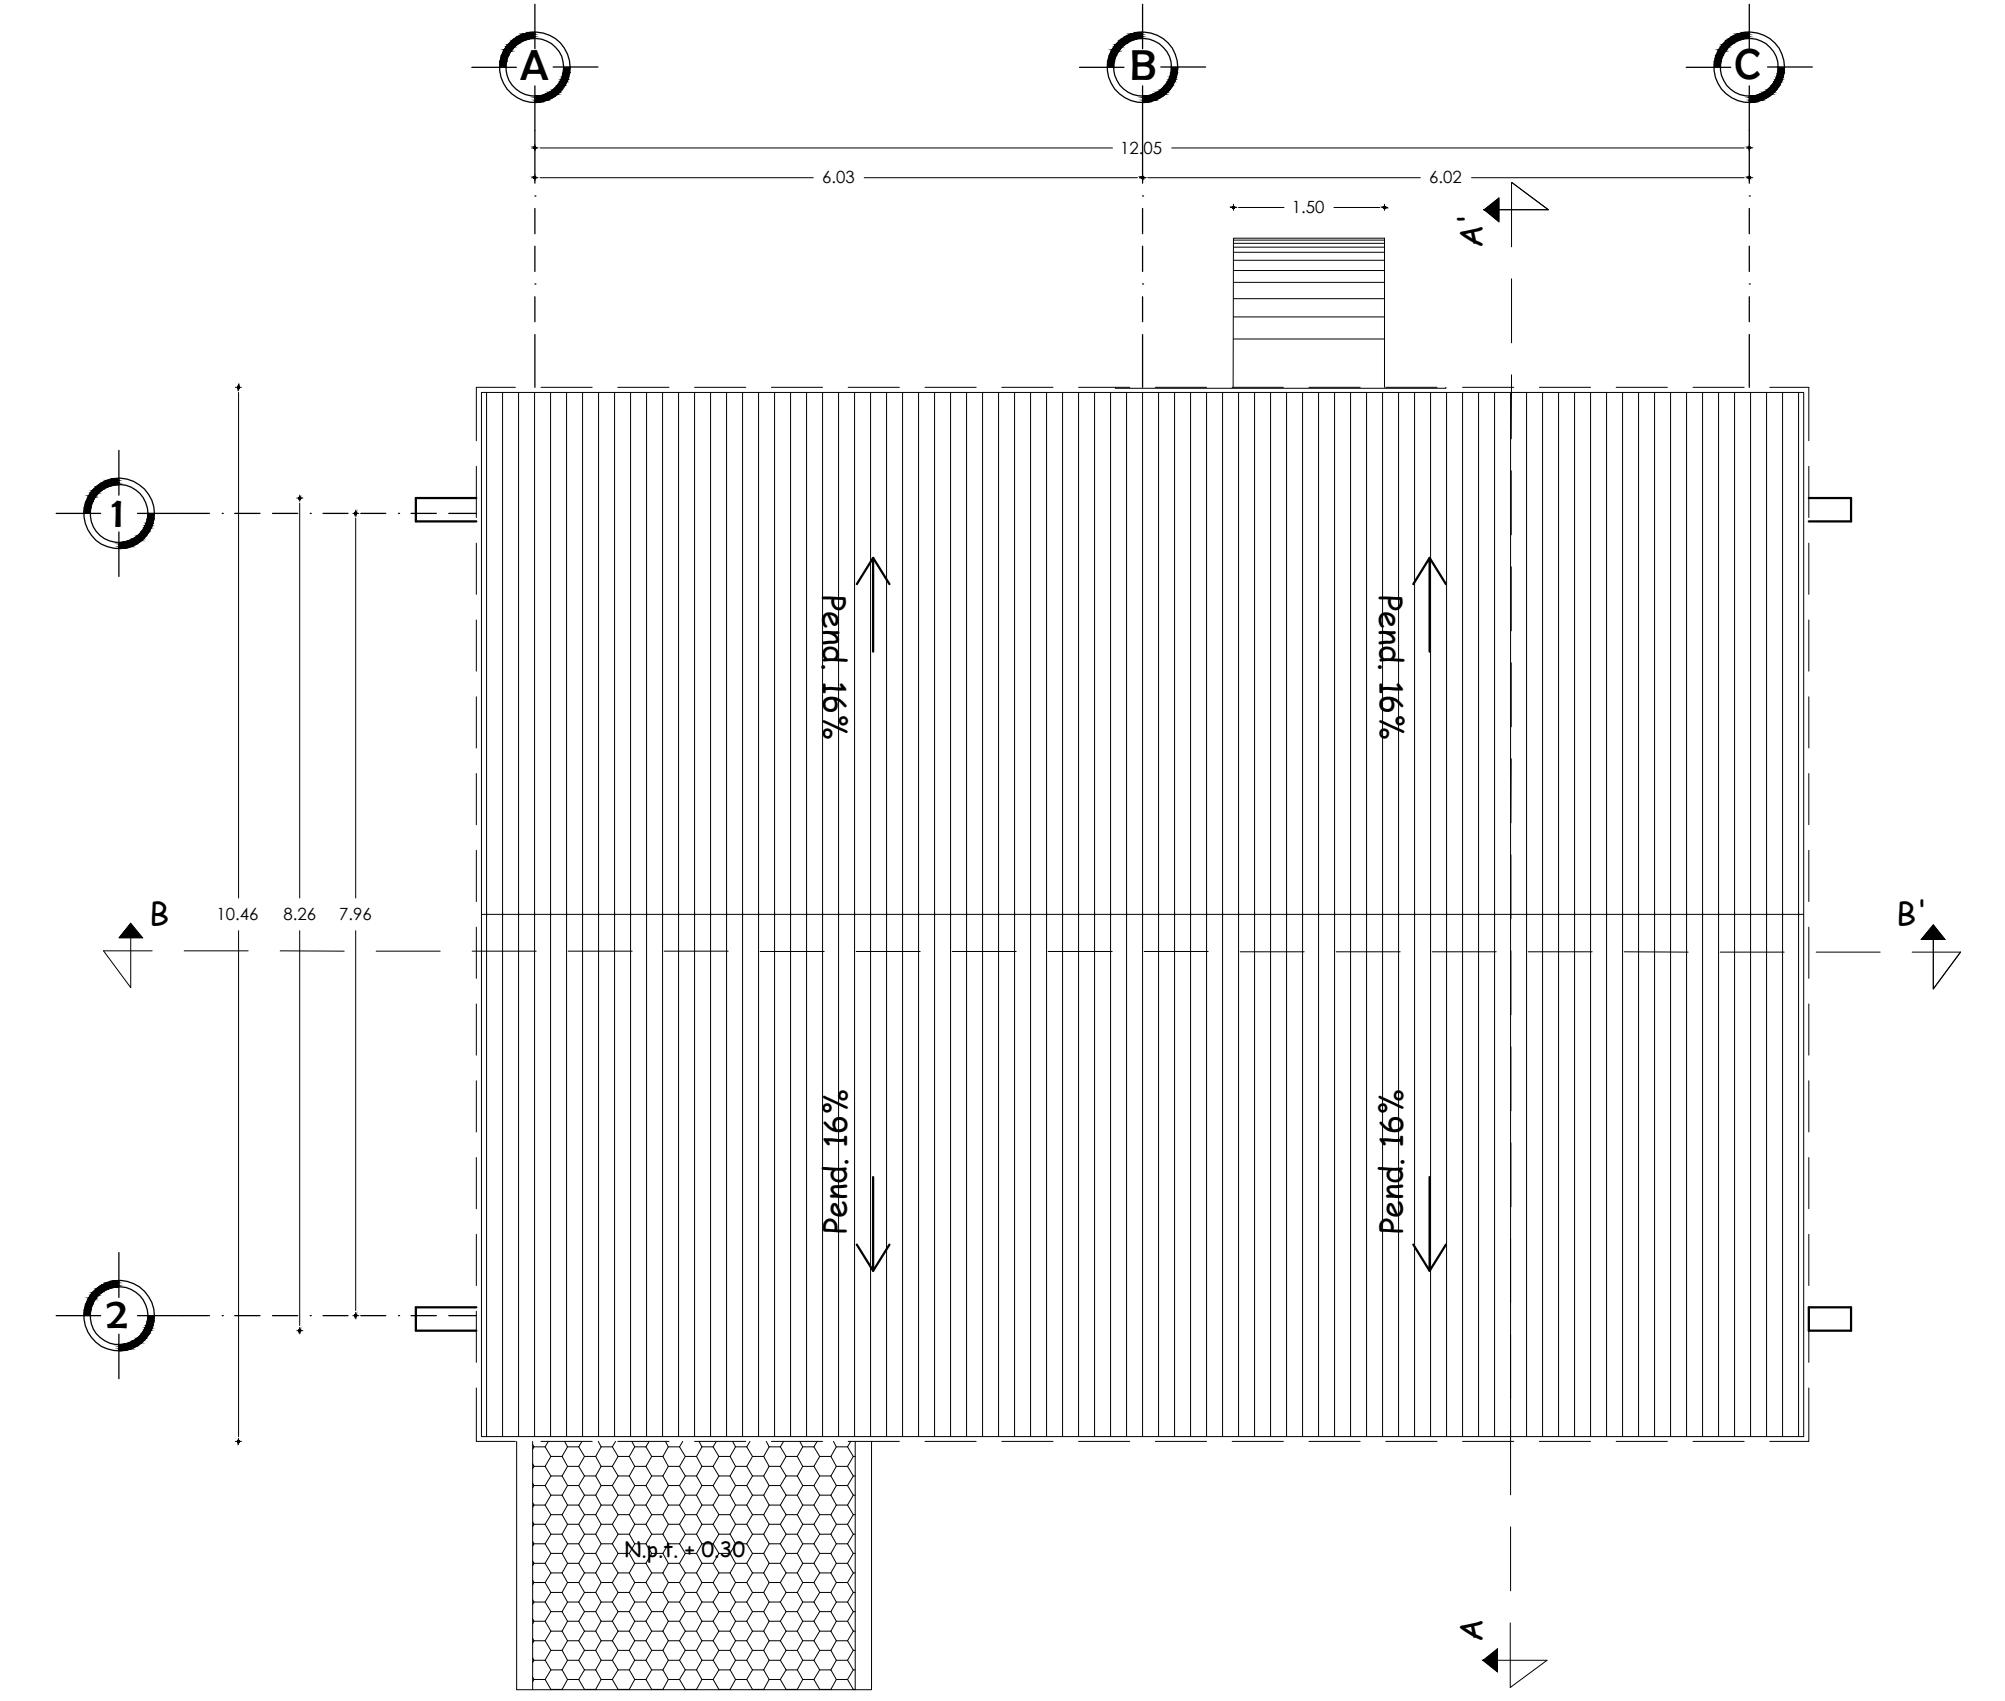 A B C
12.05
6.03 6.02
1.50
A'
1
Pend. 16% Pend. 16%
B 10.46 8.26 7.96 B'
Pend. 16% Pend. 16%
2
N.p.t. + 0.30
A